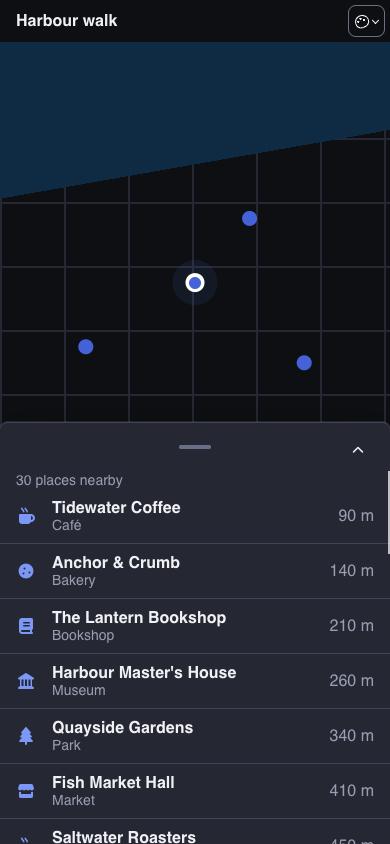 Harbour walk
30 places nearby
Tidewater Coffee
Café
90 m
Anchor & Crumb
Bakery
140 m
The Lantern Bookshop
Bookshop
210 m
Harbour Master's House
Museum
260 m
Quayside Gardens
Park
340 m
Fish Market Hall
Market
410 m
Saltwater Roasters
450 m